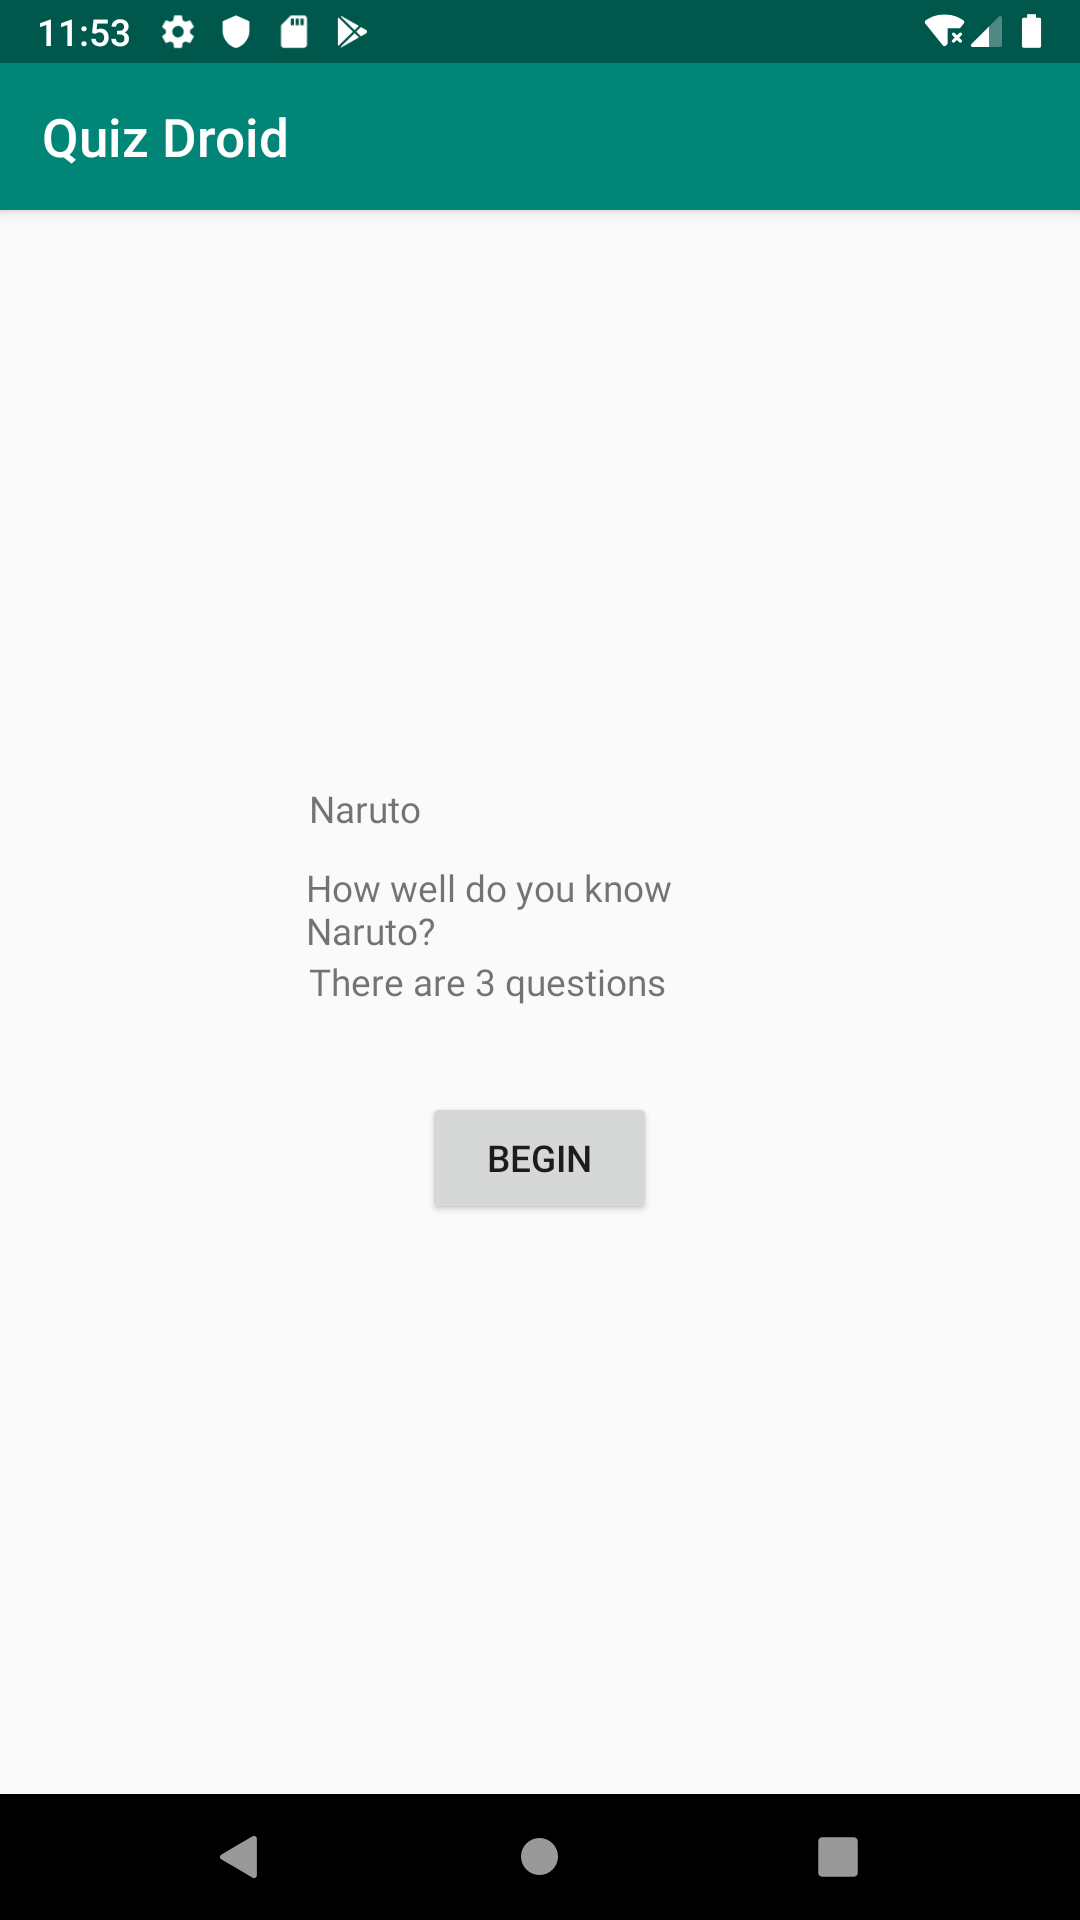 11:53
Quiz Droid
Naruto
How well do you know
Naruto?
There are 3 questions
BEGIN